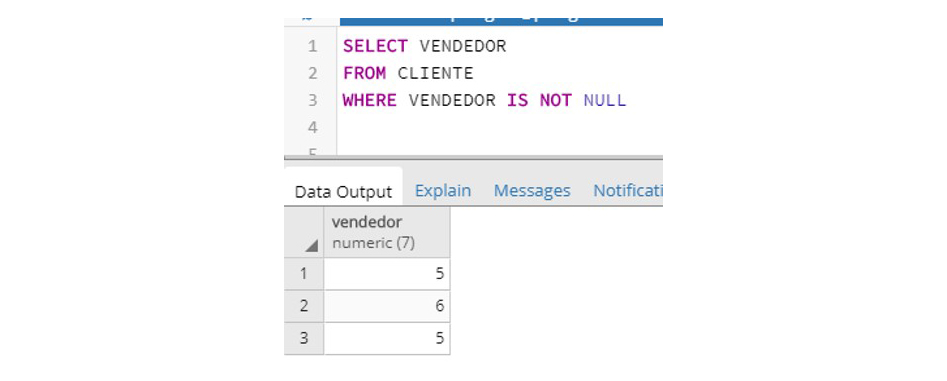 1 SELECT VENDEDOR
2 FROM CLIENTE
3 WHERE VENDEDOR IS NOT NULL
4
Data Output Explain Messages Notificati
vendedor
numeric (7)
1 5
2 6
3 5